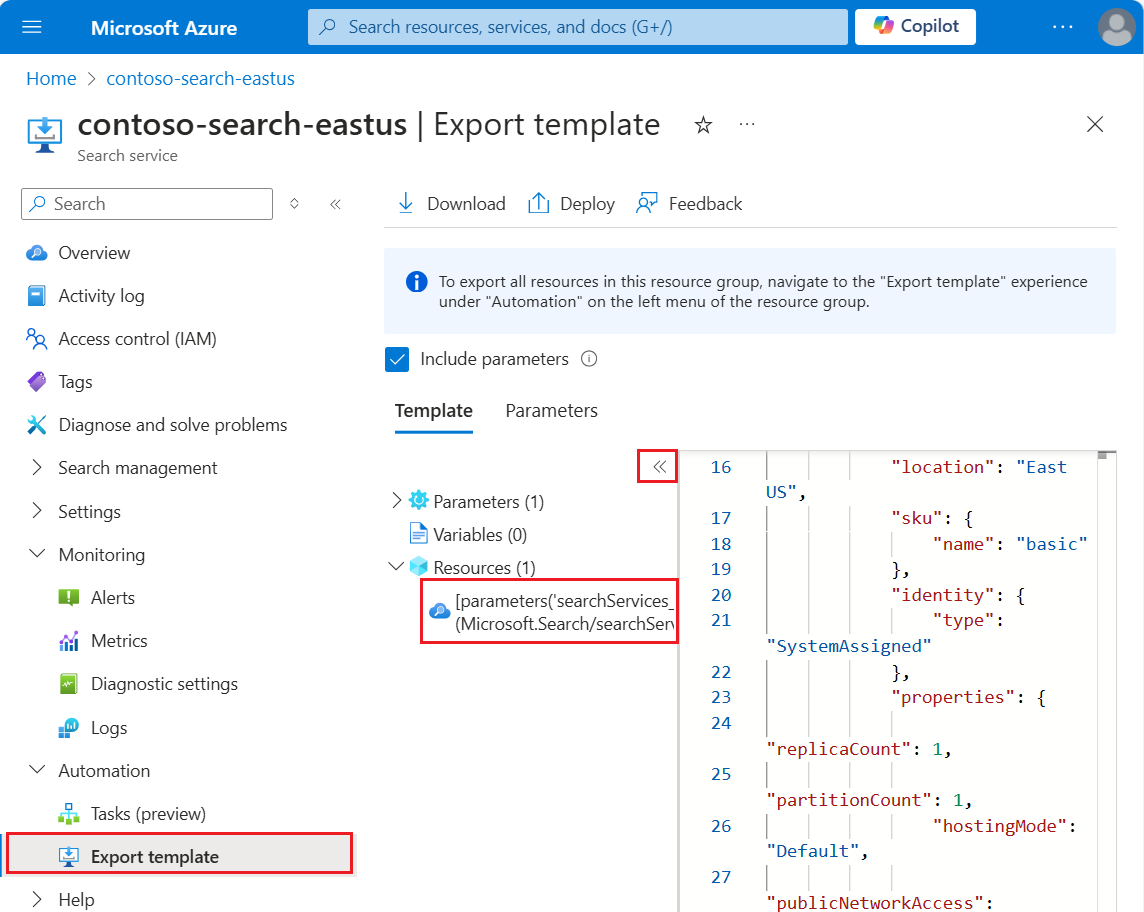 Microsoft Azure
Search resources, services, and docs (G+/)
Copilot
Home > contoso-search-eastus
contoso-search-eastus | Export template
Search service
Search
Overview
Activity log
Access control (IAM)
Tags
Diagnose and solve problems
Search management
Settings
Monitoring
Alerts
Metrics
Diagnostic settings
Logs
Automation
Tasks (preview)
Export template
Help
Download
Deploy
Feedback
To export all resources in this resource group, navigate to the "Export template" experience
under "Automation" on the left menu of the resource group.
Include parameters
Template
Parameters
Parameters (1)
Variables (0)
Resources (1)
[parameters('searchServices_
(Microsoft.Search/searchSer
16 "location": "East
US",
17 "sku": {
18 "name": "basic"
19 },
20 "identity": {
21 "type":
"SystemAssigned"
22 },
23 "properties": {
24
"replicaCount": 1,
25
"partitionCount": 1,
26 "hostingMode":
"Default",
27
"publicNetworkAccess":